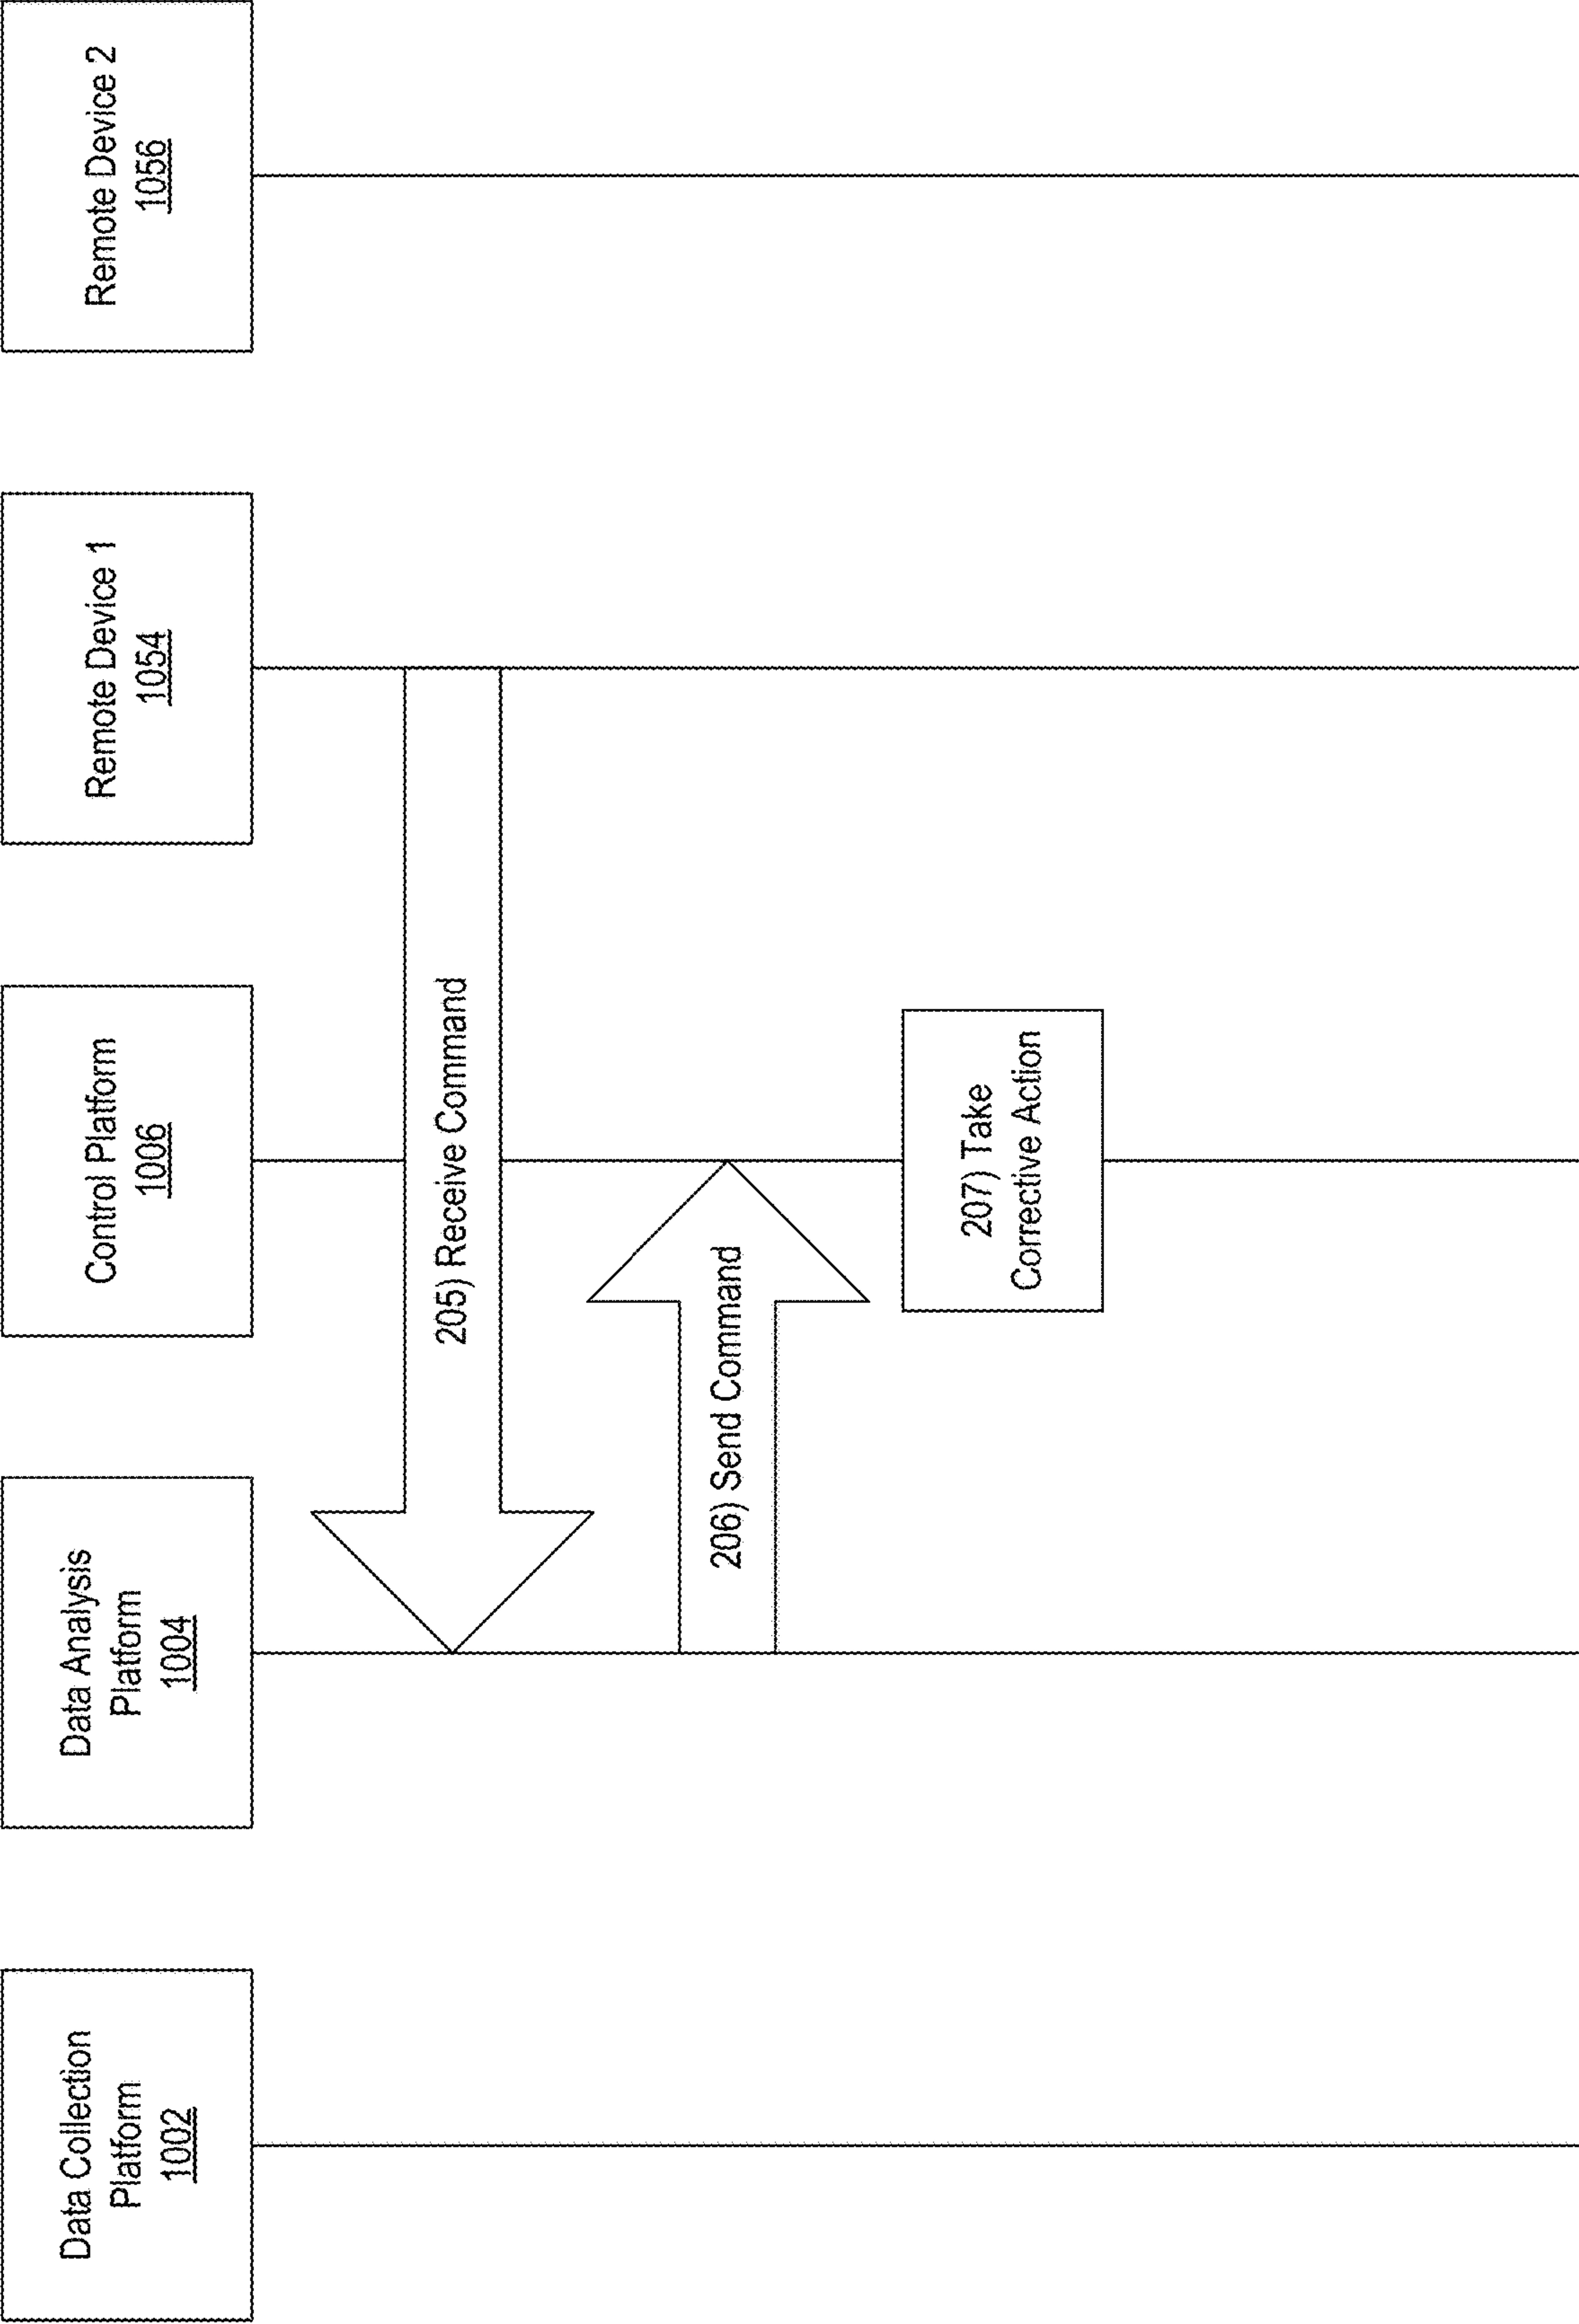 Data Collection
Platform
1002
Data Analysis
Platform
1004
Control Platform
1006
Remote Device 1
1054
Remote Device 2
1056
205) Receive Command
206) Send Command
207) Take
Corrective Action